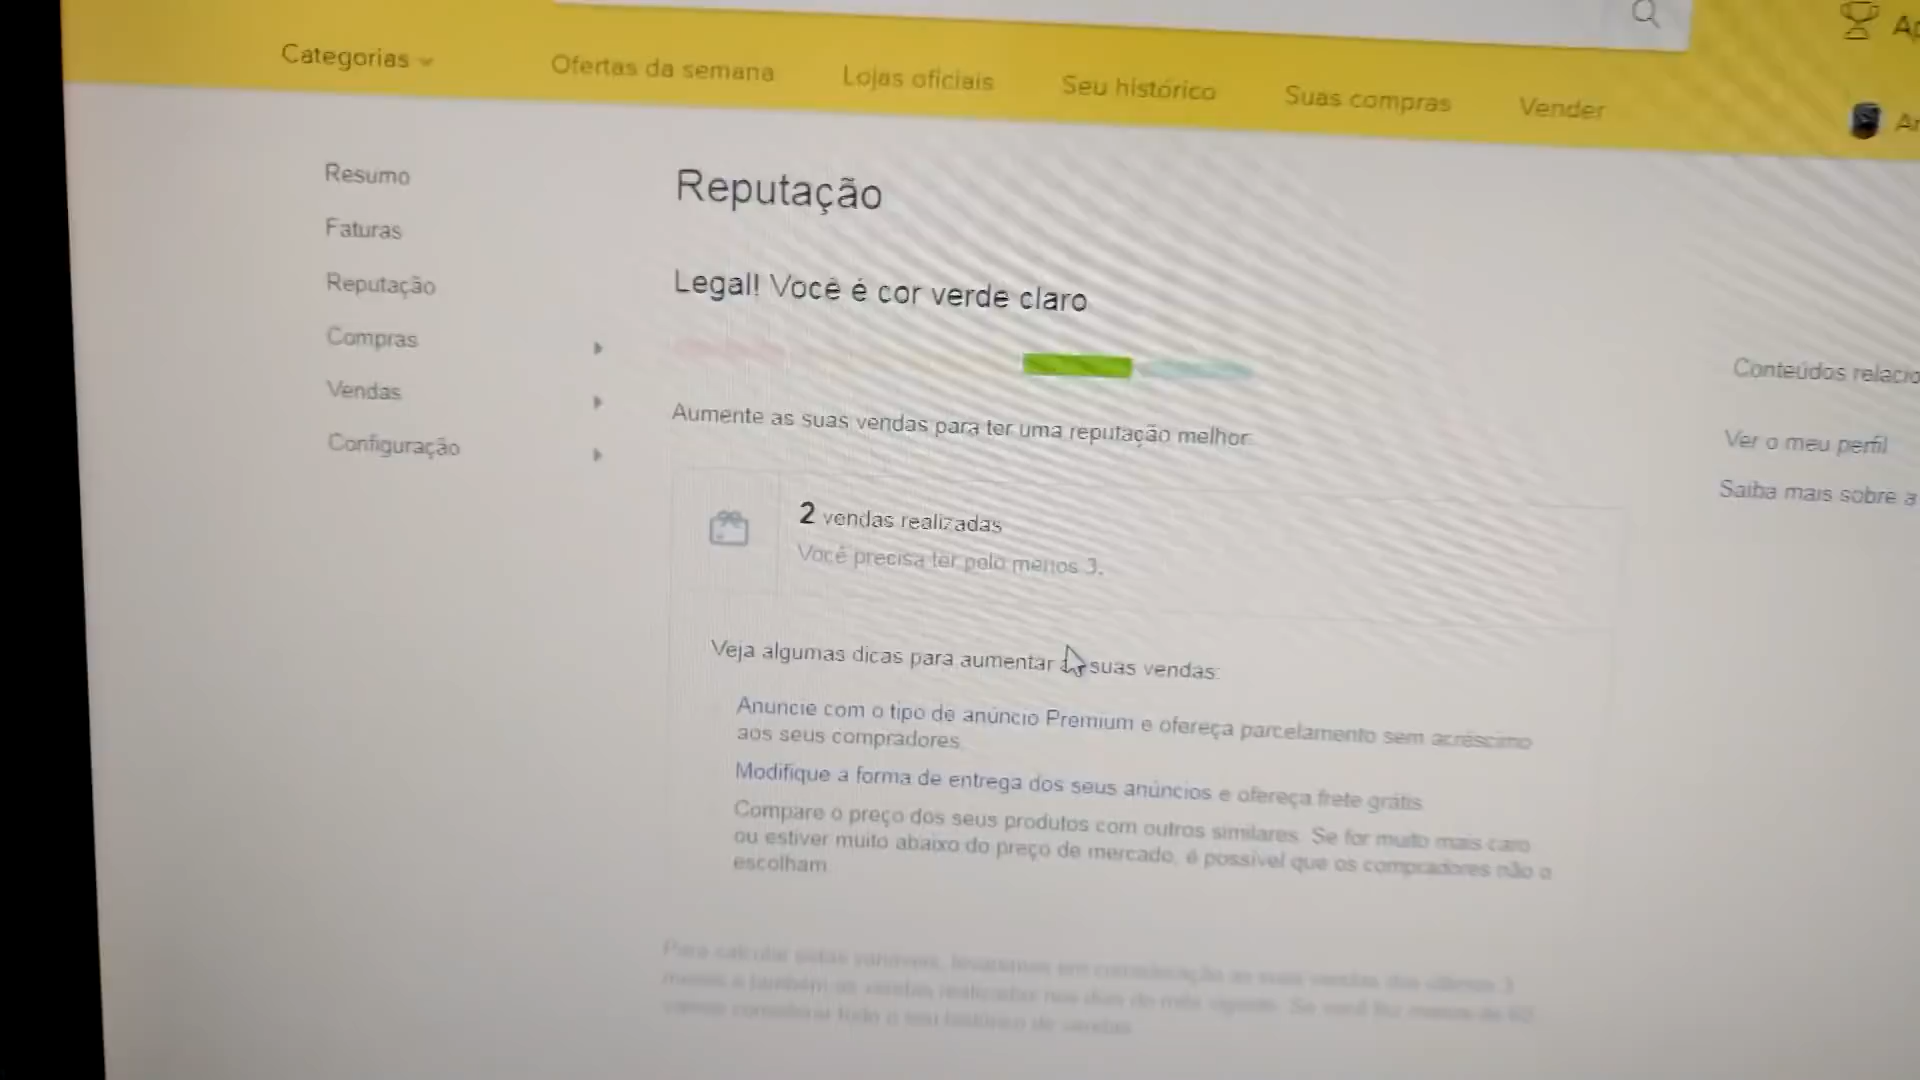 Categorias
Ofertas da semana
Lojas oficiais
Seu histórico
Suas compras
Vender
Resumo
Faturas
Reputação
Compras
Vendas
Configuração
Reputação
Legal! Você é cor verde claro
Aumente as suas vendas para ter uma reputação melhor.
2 vendas realizadas
Você precisa ter pelo menos 3.
Veja algumas dicas para aumentar suas vendas:
Anuncie com o tipo de anúncio Premium e ofereça parcelamento sem acréscimo
aos seus compradores.
Modifique a forma de entrega dos seus anúncios e ofereça frete grátis.
Compare o preço dos seus produtos com outros similares. Se for muito mais caro
ou estiver muito abaixo do preço de mercado, é possível que os compradores não o
escolham.
Conteúdos
Ver o meu perfil
Saiba mais sobre a